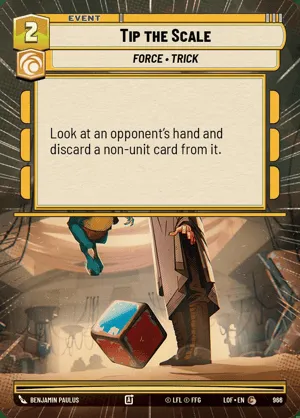 EVENT
2
TIP THE SCALE
FORCE • TRICK
Look at an opponent's hand and
discard a non-unit card from it.
BENJAMIN PAULUS
© LFL © FFG
LOF • EN
C
966